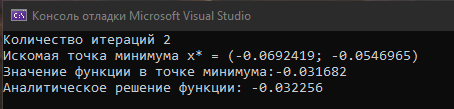 Консоль отладки Microsoft Visual Studio
Количество итераций 2
Искомая точка минимума x* = (-0.0692419; -0.0546965)
Значение функции в точке минимума:-0.031682
Аналитическое решение функции: -0.032256